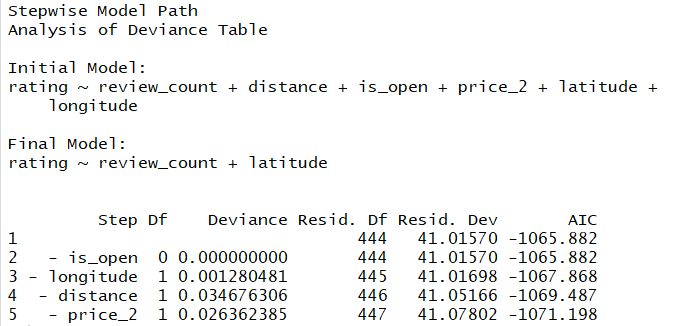 Stepwise Model Path
Analysis of Deviance Table

Initial Model:
rating ~ review_count + distance + is_open + price_2 + latitude +
    longitude

Final Model:
rating ~ review_count + latitude


         Step Df    Deviance Resid. Df Resid. Dev       AIC
1                                  444   41.01570 -1065.882
2   - is_open  0 0.000000000       444   41.01570 -1065.882
3 - longitude  1 0.001280481       445   41.01698 -1067.868
4  - distance  1 0.034676306       446   41.05166 -1069.487
5   - price_2  1 0.026362385       447   41.07802 -1071.198